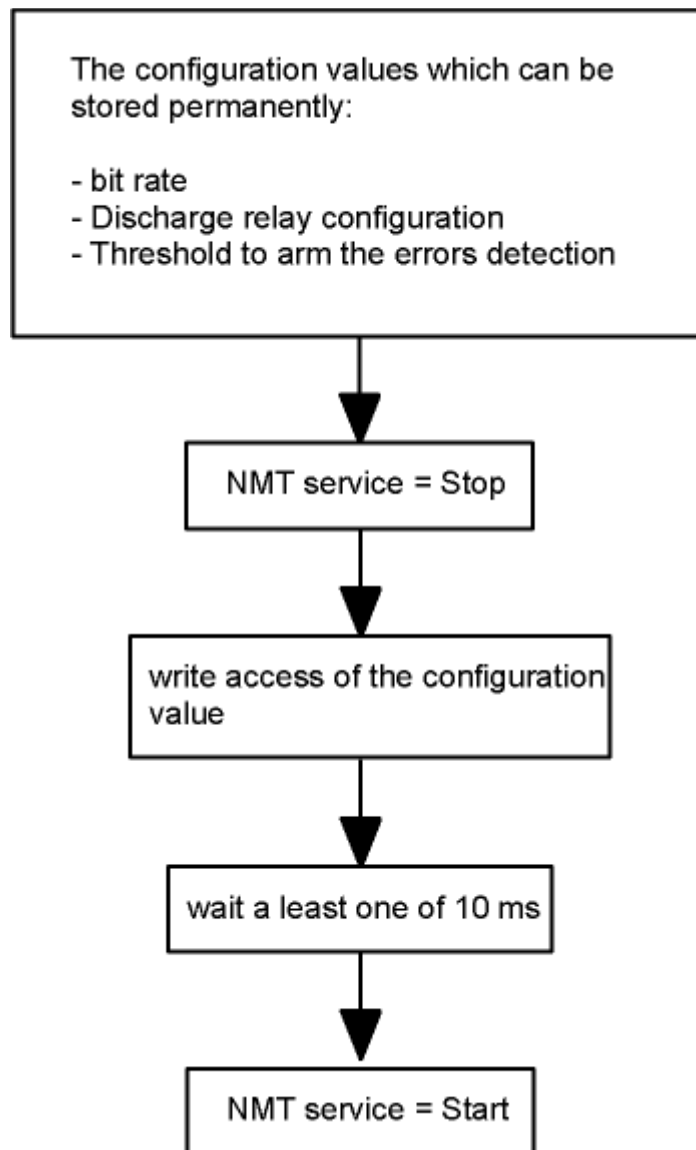 The configuration values which can be
stored permanently:
- bit rate
- Discharge relay configuration
- Threshold to arm the errors detection
NMT service = Stop
write access of the configuration
value
wait a least one of 10 ms
NMT service = Start